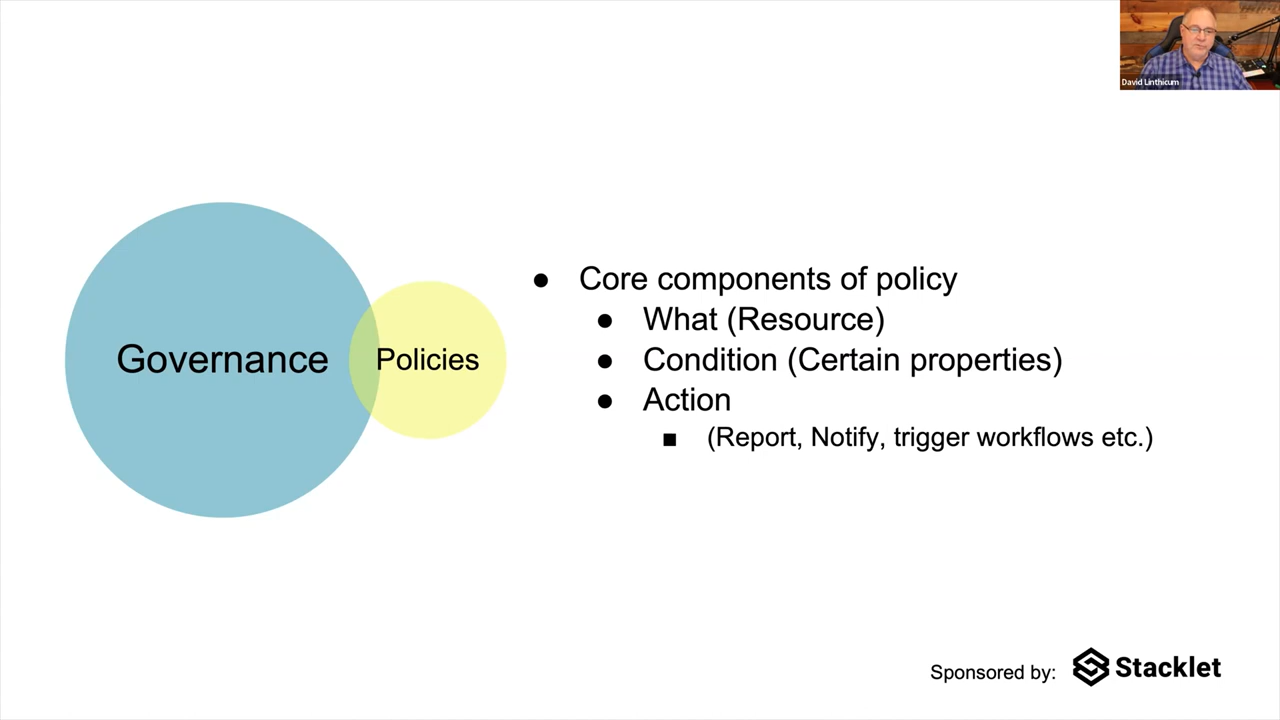 David Linthicum
Governance
Policies
● Core components of policy
● What (Resource)
● Condition (Certain properties)
● Action
■ (Report, Notify, trigger workflows etc.)
Sponsored by: Stacklet